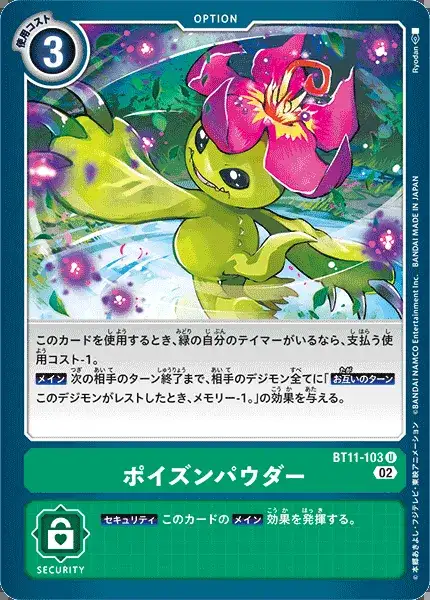 OPTION
使用コスト
3
Ryodan
このカードを使用するとき、緑の自分のテイマーがいるなら、支払う使
用コスト-1。
メイン 次の相手のターン終了まで、相手のデジモン全てに「お互いのターン
このデジモンがレストしたとき、メモリー-1。」の効果を与える。
BT11-103 U
ポイズンパウダー
02
セキュリティ このカードの メイン 効果を発揮する。
SECURITY
©本郷あきよし・フジテレビ・東映アニメーション ©BANDAI NAMCO Entertainment Inc. BANDAI MADE IN JAPAN